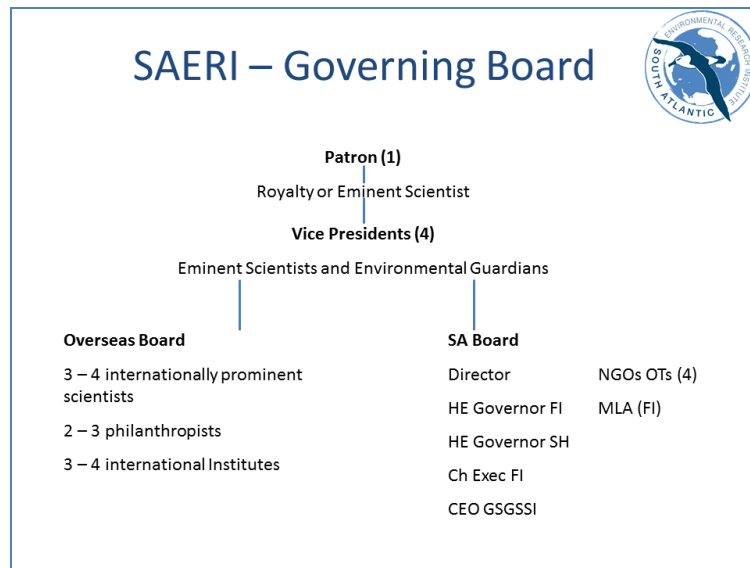 SAERI – Governing Board
ENVIRONMENTAL RESEARCH INSTITUTE
SOUTH ATLANTIC
Patron (1)
Royalty or Eminent Scientist
Vice Presidents (4)
Eminent Scientists and Environmental Guardians
Overseas Board
3 – 4 internationally prominent
scientists
2 – 3 philanthropists
3 – 4 international Institutes
SA Board
Director
HE Governor FI
HE Governor SH
Ch Exec FI
CEO GSGSSI
NGOs OTs (4)
MLA (FI)